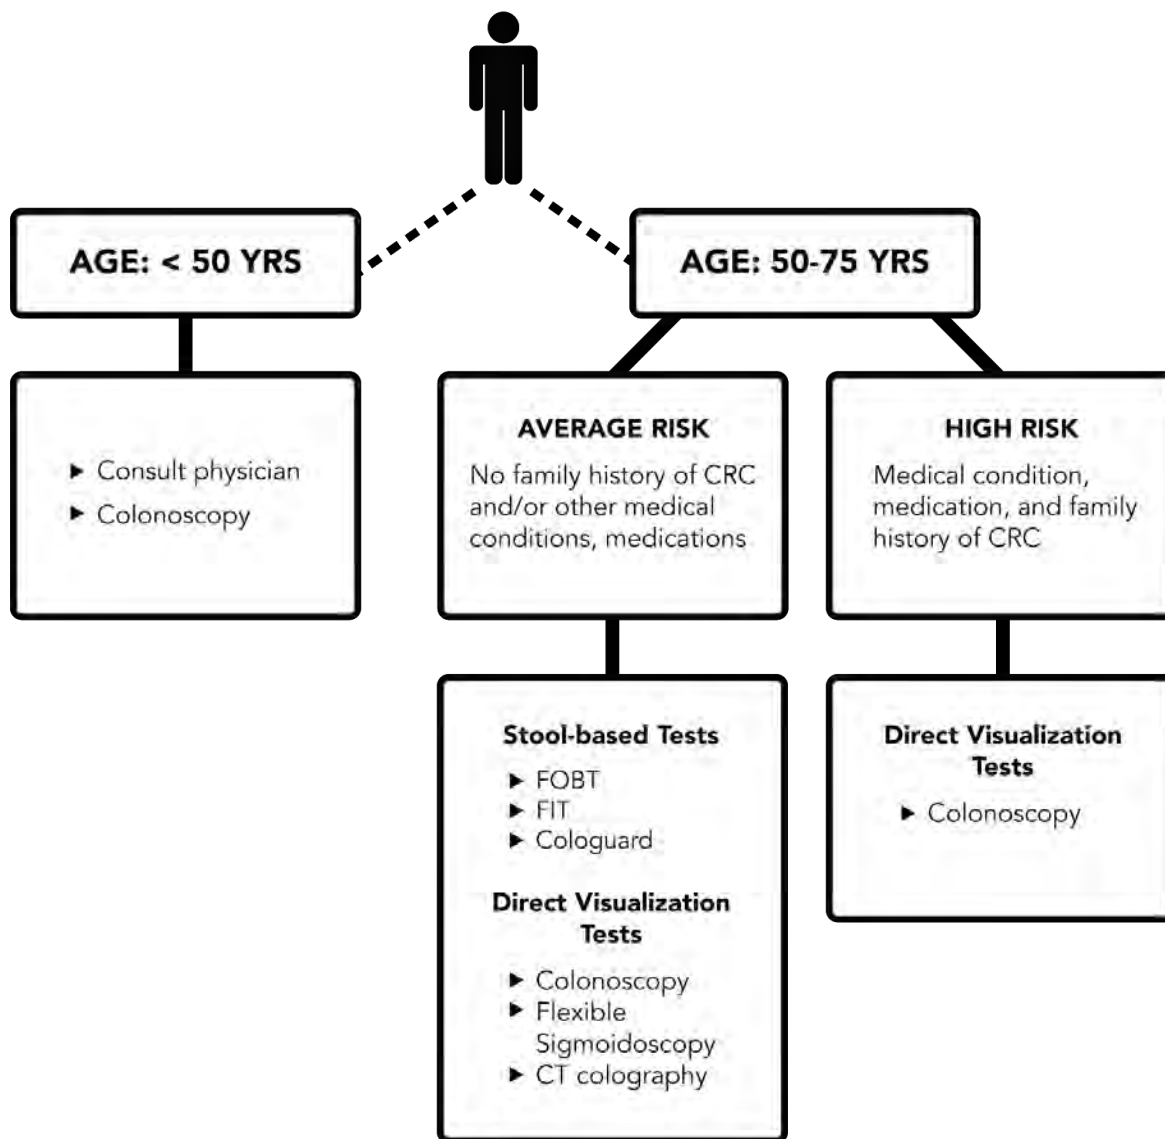 AGE: < 50 YRS
AGE: 50-75 YRS
► Consult physician
► Colonoscopy
AVERAGE RISK
No family history of CRC
and/or other medical
conditions, medications
HIGH RISK
Medical condition,
medication, and family
history of CRC
Stool-based Tests
► FOBT
► FIT
► Cologuard
Direct Visualization
Tests
► Colonoscopy
► Flexible
Sigmoidoscopy
► CT colography
Direct Visualization
Tests
► Colonoscopy